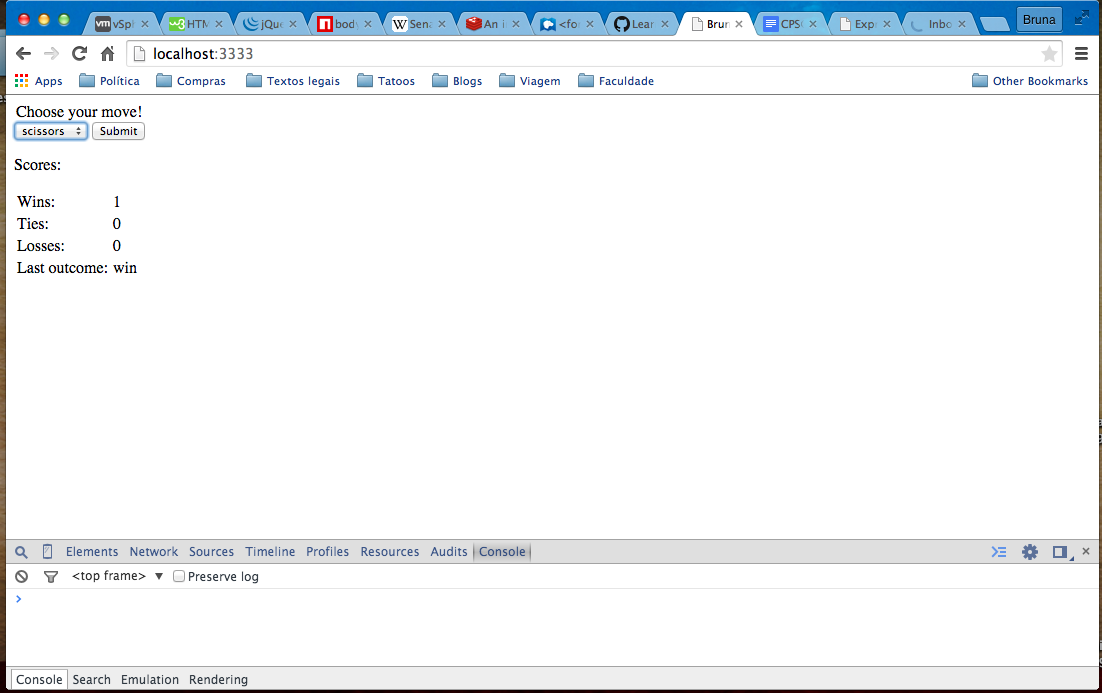 vSpl HTM jQue body Sena An i <for Lear Brun CPS Exp Inbo Bruna
localhost:3333
Apps Política Compras Textos legais Tatoos Blogs Viagem Faculdade Other Bookmarks
Choose your move!
scissors Submit
Scores:
Wins: 1
Ties: 0
Losses: 0
Last outcome: win
Elements Network Sources Timeline Profiles Resources Audits Console
<top frame> Preserve log
Console Search Emulation Rendering